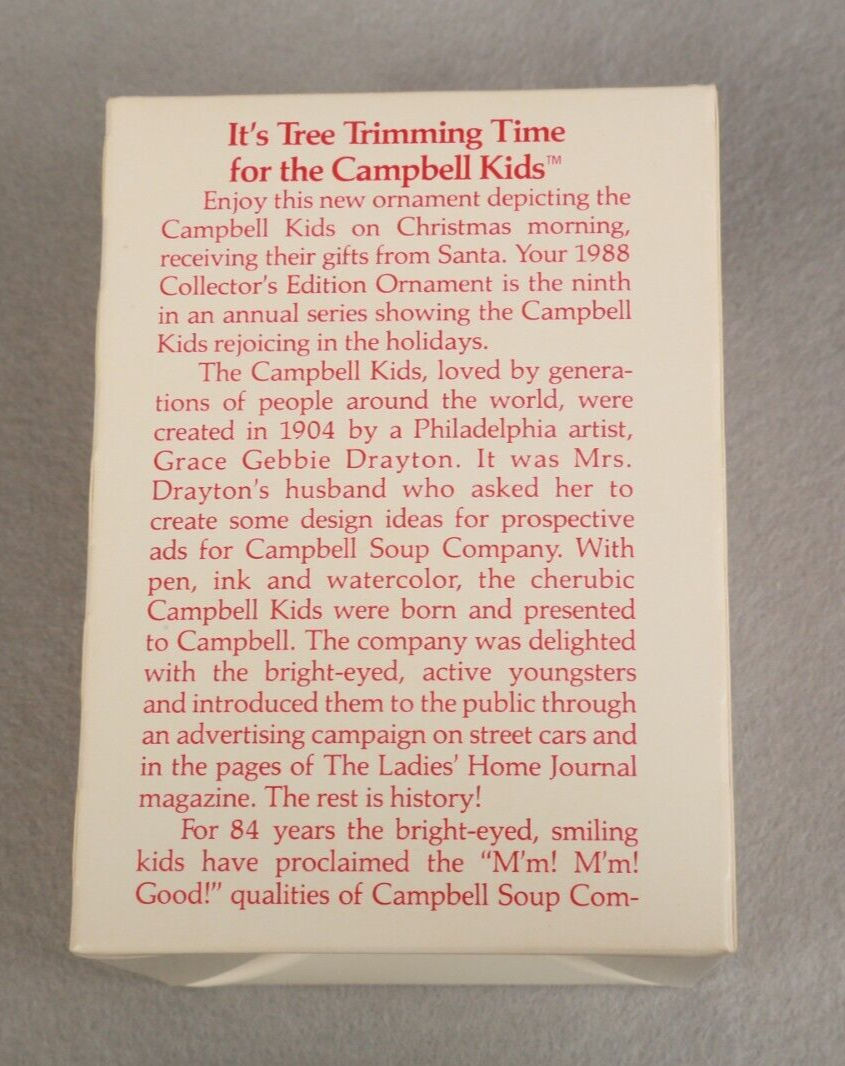 It's Tree Trimming Time
for the Campbell Kids™
Enjoy this new ornament depicting the
Campbell Kids on Christmas morning,
receiving their gifts from Santa. Your 1988
Collector's Edition Ornament is the ninth
in an annual series showing the Campbell
Kids rejoicing in the holidays.
The Campbell Kids, loved by genera-
tions of people around the world, were
created in 1904 by a Philadelphia artist,
Grace Gebbie Drayton. It was Mrs.
Drayton's husband who asked her to
create some design ideas for prospective
ads for Campbell Soup Company. With
pen, ink and watercolor, the cherubic
Campbell Kids were born and presented
to Campbell. The company was delighted
with the bright-eyed, active youngsters
and introduced them to the public through
an advertising campaign on street cars and
in the pages of The Ladies' Home Journal
magazine. The rest is history!
For 84 years the bright-eyed, smiling
kids have proclaimed the "M'm! M'm!
Good!" qualities of Campbell Soup Com-